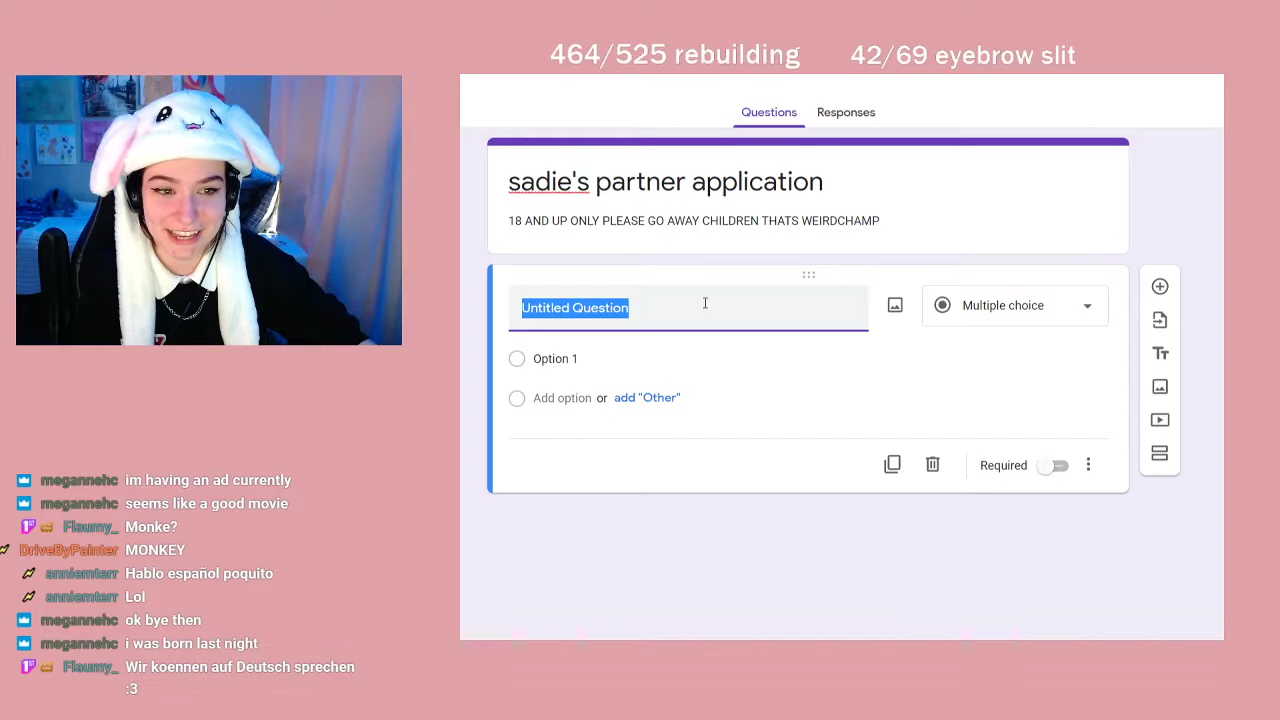 464/525 rebuilding 42/69 eyebrow slit
Questions Responses
sadie's partner application
18 AND UP ONLY PLEASE GO AWAY CHILDREN THATS WEIRDCHAMP
Untitled Question
Multiple choice
Option 1
Add option or add "Other"
Required
megannehc im having an ad currently
megannehc seems like a good movie
Flaumy_ Monke?
DriveByPainter MONKEY
anniemterr Hablo español poquito
anniemterr Lol
megannehc ok bye then
megannehc i was born last night
Flaumy_ Wir koennen auf Deutsch sprechen
:3